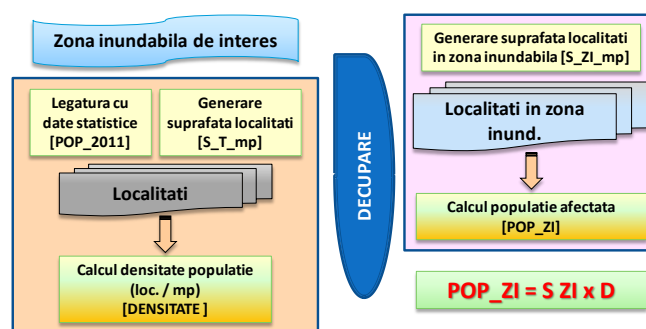 Zona inundabila de interes
Legatura cu
date statistice
[POP_2011]
Generare
suprafata localitati
[S_T_mp]
Localitati
Calcul densitate populatie
(loc. / mp)
[DENSITATE ]
DECUPARE
Generare suprafata localitati
in zona inundabila [S_ZI_mp]
Localitati in zona
inund.
Calcul populatie afectata
[POP_ZI]
POP_ZI = S ZI x D